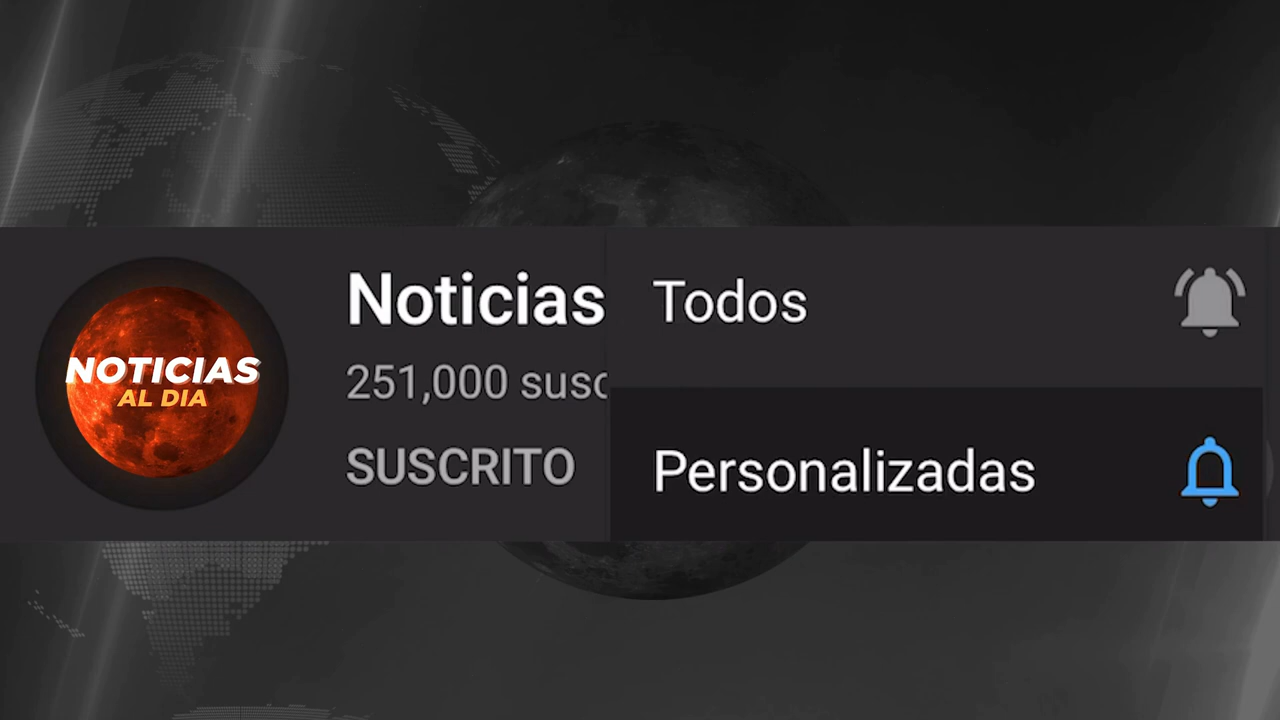 NOTICIAS
AL DIA
Noticias
251,000 susc
SUSCRITO
Todos
Personalizadas